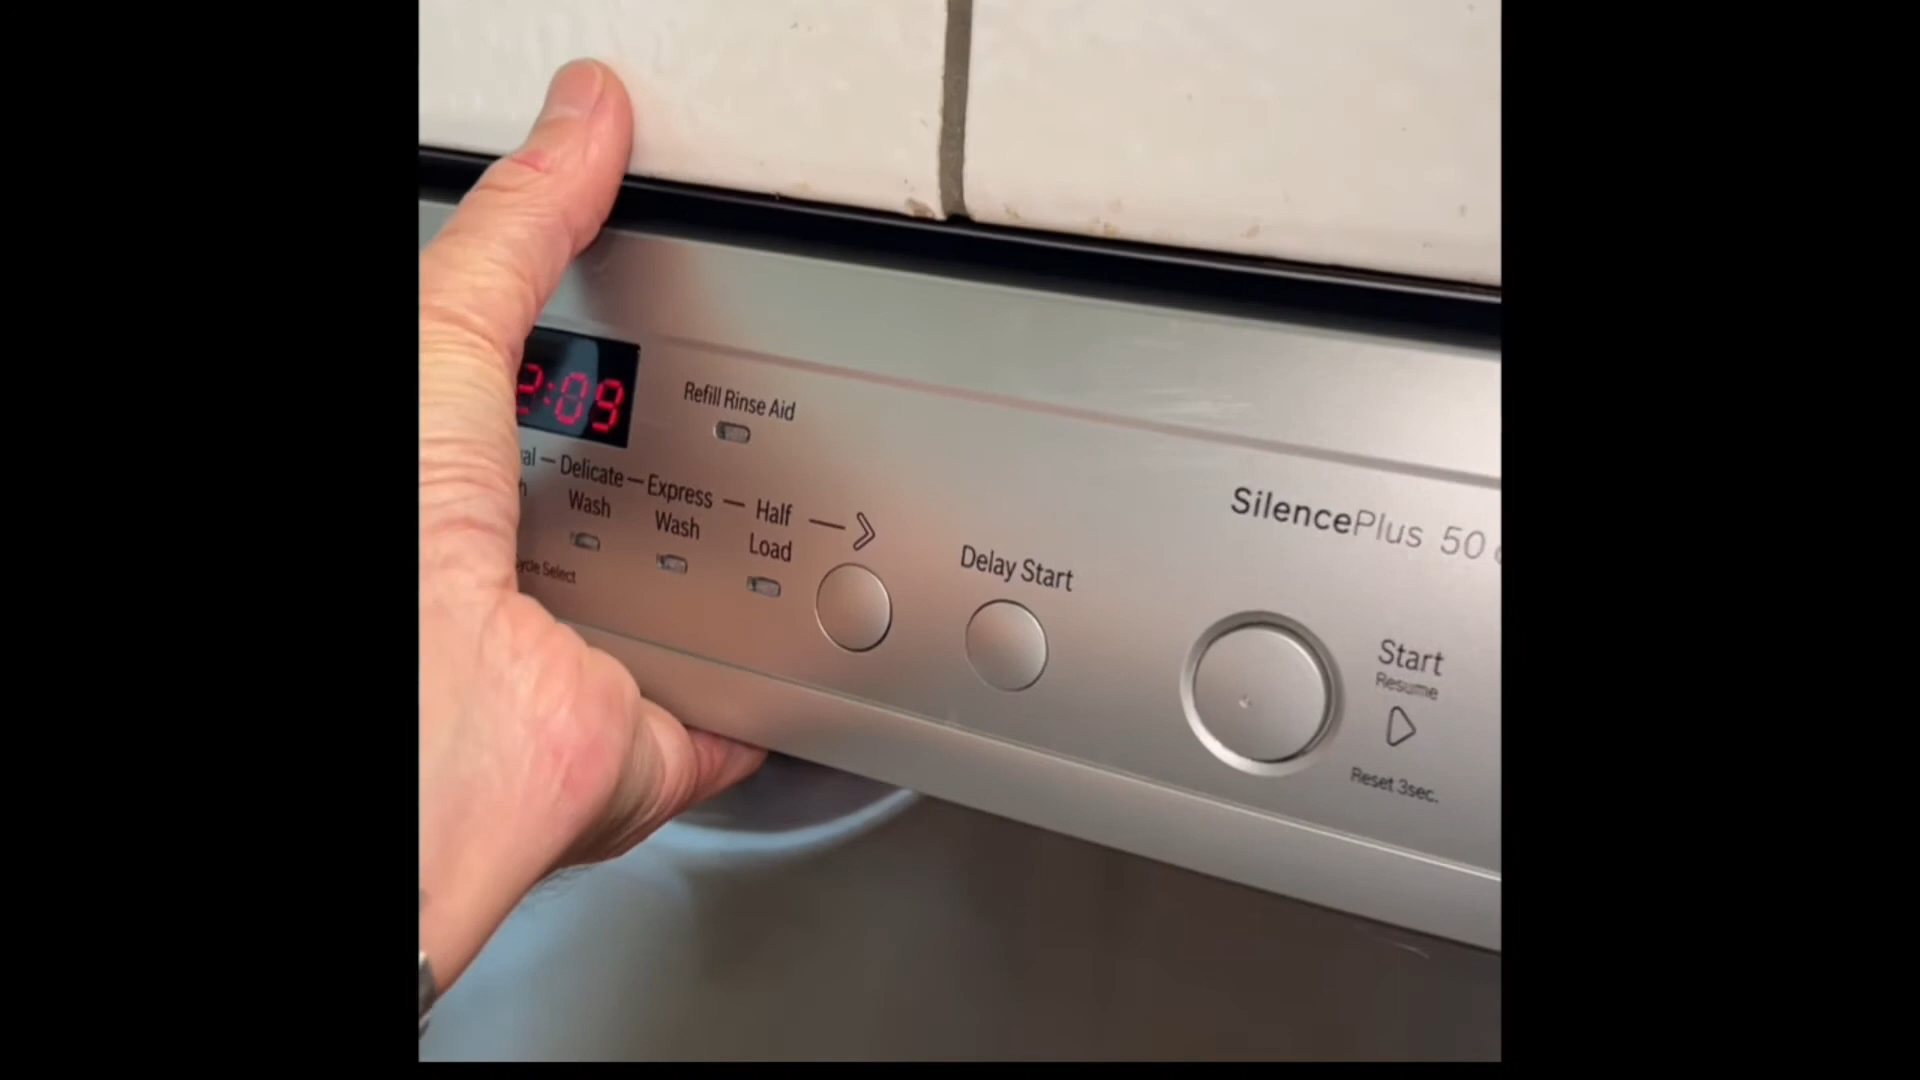 2:09
Refill Rinse Aid
Delicate Express Half
Wash Wash Load
Delay Start
SilencePlus 50
Start
Resume
Select
Reset 3sec.